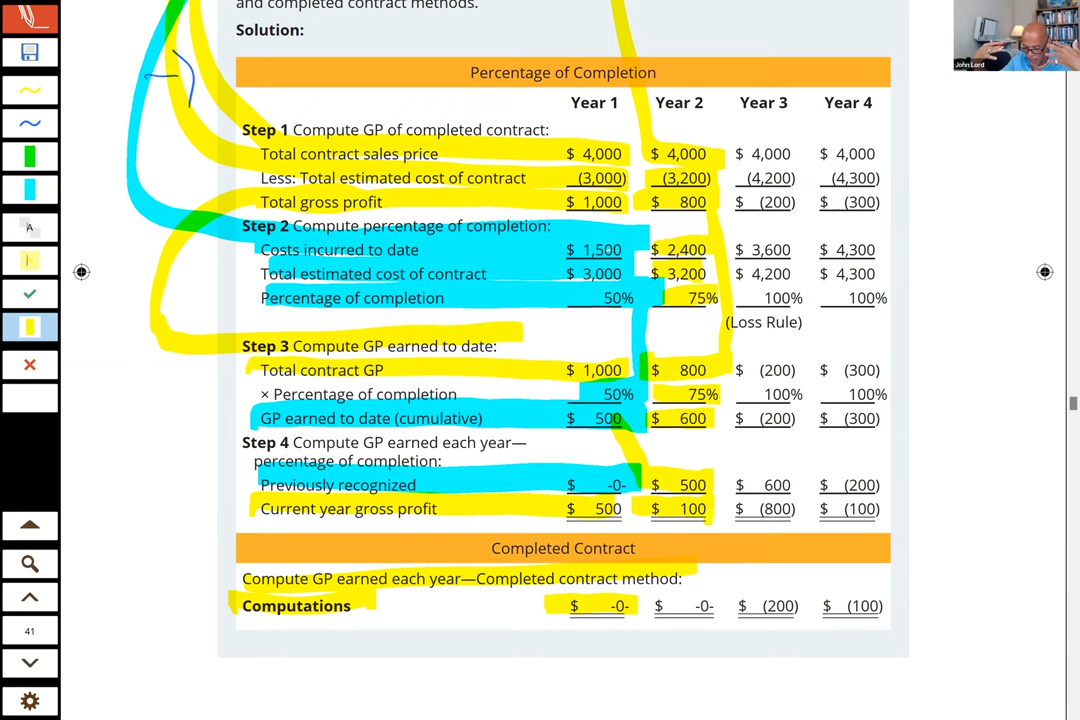 and completed contract methods.
Solution:
Percentage of Completion
Year 1 Year 2 Year 3 Year 4
Step 1 Compute GP of completed contract:
Total contract sales price $ 4,000 $ 4,000 $ 4,000 $ 4,000
Less: Total estimated cost of contract (3,000) (3,200) (4,200) (4,300)
Total gross profit $ 1,000 $ 800 $ (200) $ (300)
Step 2 Compute percentage of completion:
Costs incurred to date $ 1,500 $ 2,400 $ 3,600 $ 4,300
Total estimated cost of contract $ 3,000 $ 3,200 $ 4,200 $ 4,300
Percentage of completion 50% 75% 100% 100%
(Loss Rule)
Step 3 Compute GP earned to date:
Total contract GP $ 1,000 $ 800 $ (200) $ (300)
× Percentage of completion 50% 75% 100% 100%
GP earned to date (cumulative) $ 500 $ 600 $ (200) $ (300)
Step 4 Compute GP earned each year—
percentage of completion:
Previously recognized $ -0- $ 500 $ 600 $ (200)
Current year gross profit $ 500 $ 100 $ (800) $ (100)
Completed Contract
Compute GP earned each year—Completed contract method:
Computations $ -0- $ -0- $ (200) $ (100)
John Lord
A
41